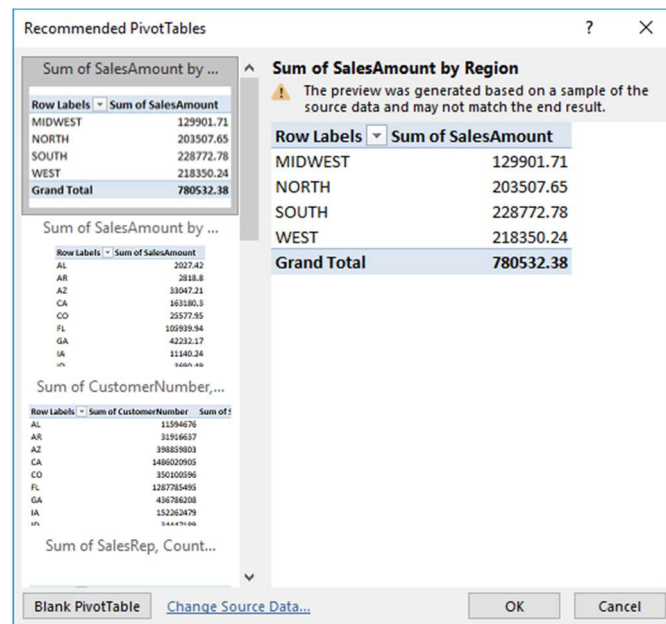 Recommended PivotTables
?
Sum of SalesAmount by ...
Row Labels Sum of SalesAmount
MIDWEST 129901.71
NORTH 203507.65
SOUTH 228772.78
WEST 218350.24
Grand Total 780532.38
Sum of SalesAmount by ...
Row Labels Sum of SalesAmount
AL 2027.42
AR 2818.8
AZ 33047.21
CA 163180.3
CO 25577.95
FL 105939.94
GA 42232.17
IA 11140.24
Sum of CustomerNumber,...
Row Labels Sum of CustomerNumber Sum of
AL 11594676
AR 31916637
AZ 398859803
CA 1486020905
CO 350100596
FL 1287785495
GA 436786208
IA 152262479
Sum of SalesRep, Count...
Sum of SalesAmount by Region
The preview was generated based on a sample of the
source data and may not match the end result.
Row Labels Sum of SalesAmount
MIDWEST 129901.71
NORTH 203507.65
SOUTH 228772.78
WEST 218350.24
Grand Total 780532.38
Blank PivotTable Change Source Data... OK Cancel